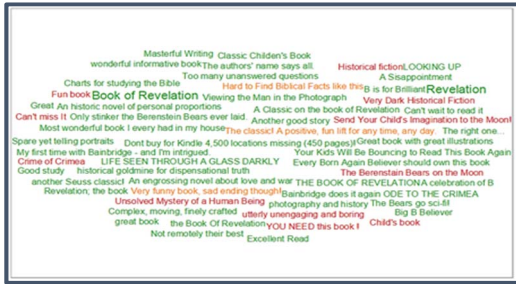 Masterful Writing Classic Childen's Book
wonderful informative book The authors' name says all. Historical fiction LOOKING UP
Too many unanswered questions A Sisappointment
Charts for studying the Bible Hard to Find Biblical Facts like this B is for Brilliant Revelation
Fun book Book of Revelation Viewing the Man in the Photograph Very Dark Historical Fiction
Great An historic novel of personal proportions A Classic on the book of Revelation Can't wait to read it
Can't miss It Only stinker the Berenstein Bears ever laid. Another good story Send Your Child's Imagination to the Moon!
Most wonderful book I every had in my house The classic! A positive, fun lift for any time, any day. The right one...
Spare yet telling portraits Dont buy for Kindle 4,500 locations missing (450 pages)! Great book with great illustrations
My first time with Bainbridge - and I'm intrigued. Your Kids Will Be Bouncing to Read This Book Again
Crime of Crimea LIFE SEEN THROUGH A GLASS DARKLY Every Born Again Believer should own this book
Good study historical goldmine for dispensational truth The Berenstain Bears on the Moon
another Seuss classic! An engrossing novel about love and war THE BOOK OF REVELATION A celebration of B
Revelation; the book Very funny book, sad ending though! Bainbridge does it again ODE TO THE CRIMEA
Unsolved Mystery of a Human Being photography and history The Bears go sci-fi!
Complex, moving, finely crafted utterly unengaging and boring Big B Believer
great book the Book Of Revelation YOU NEED this book ! Child's book
Not remotely their best Excellent Read